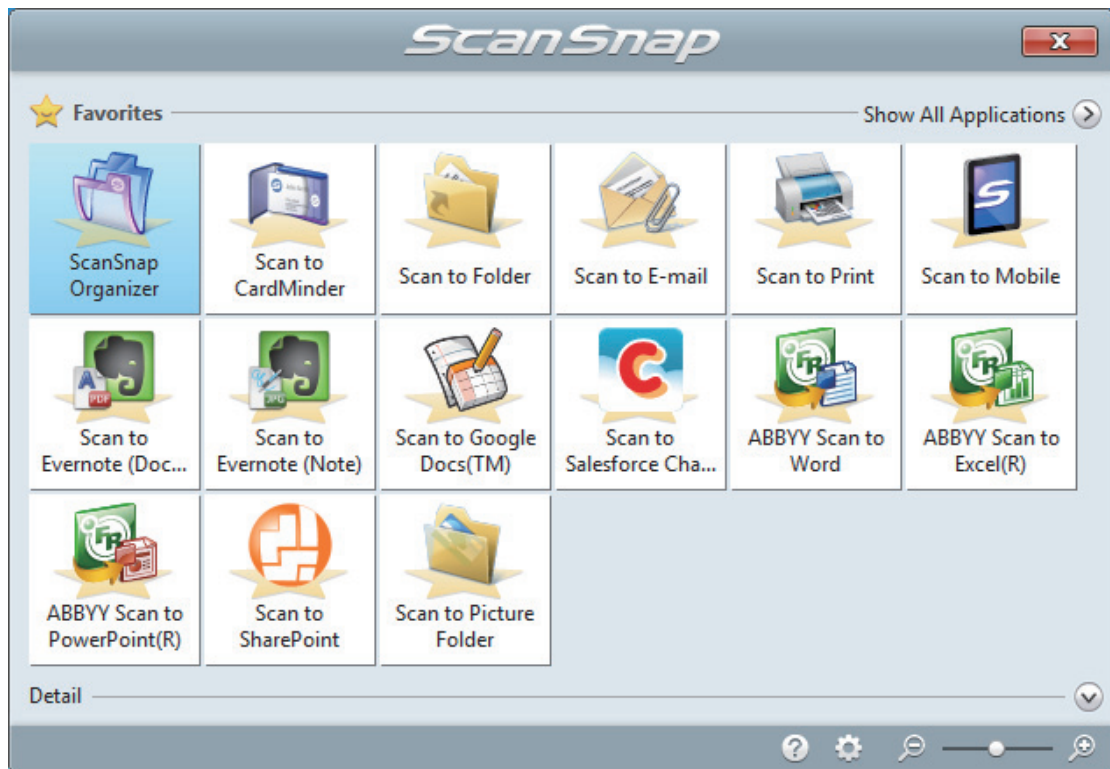 ScanSnap
Favorites
Show All Applications
ScanSnap
Organizer
Scan to
CardMinder
Scan to Folder
Scan to E-mail
Scan to Print
Scan to Mobile
Scan to
Evernote (Doc...
Scan to
Evernote (Note)
Scan to Google
Docs(TM)
Scan to
Salesforce Cha...
ABBYY Scan to
Word
ABBYY Scan to
Excel(R)
ABBYY Scan to
PowerPoint(R)
Scan to
SharePoint
Scan to Picture
Folder
Detail